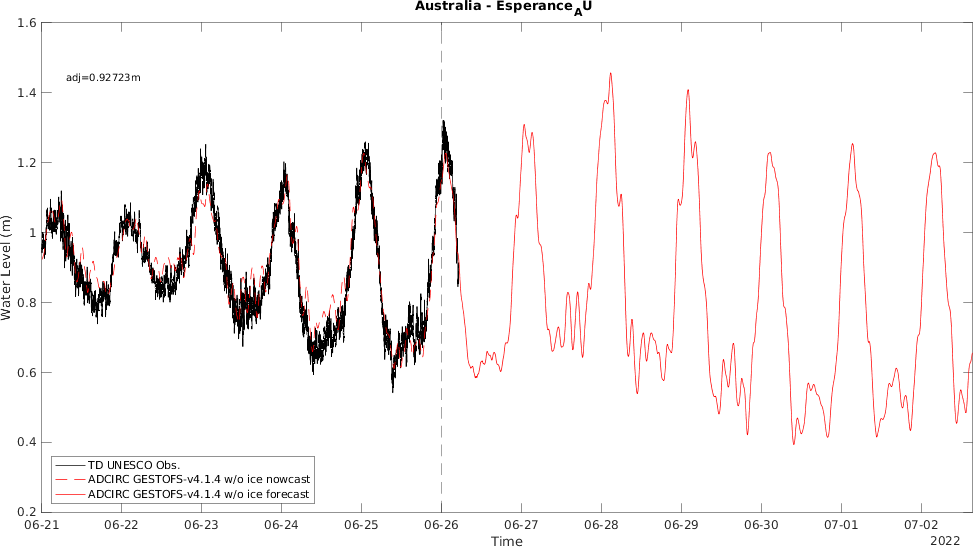 Australia - Esperance_AU
1.6
adj=0.92723m
1.4
1.2
1
0.8
0.6
0.4
0.2
Water Level (m)
TD UNESCO Obs.
ADCIRC GESTOFS-v4.1.4 w/o ice nowcast
ADCIRC GESTOFS-v4.1.4 w/o ice forecast
06-21 06-22 06-23 06-24 06-25 06-26 06-27 06-28 06-29 06-30 07-01 07-02
Time
2022